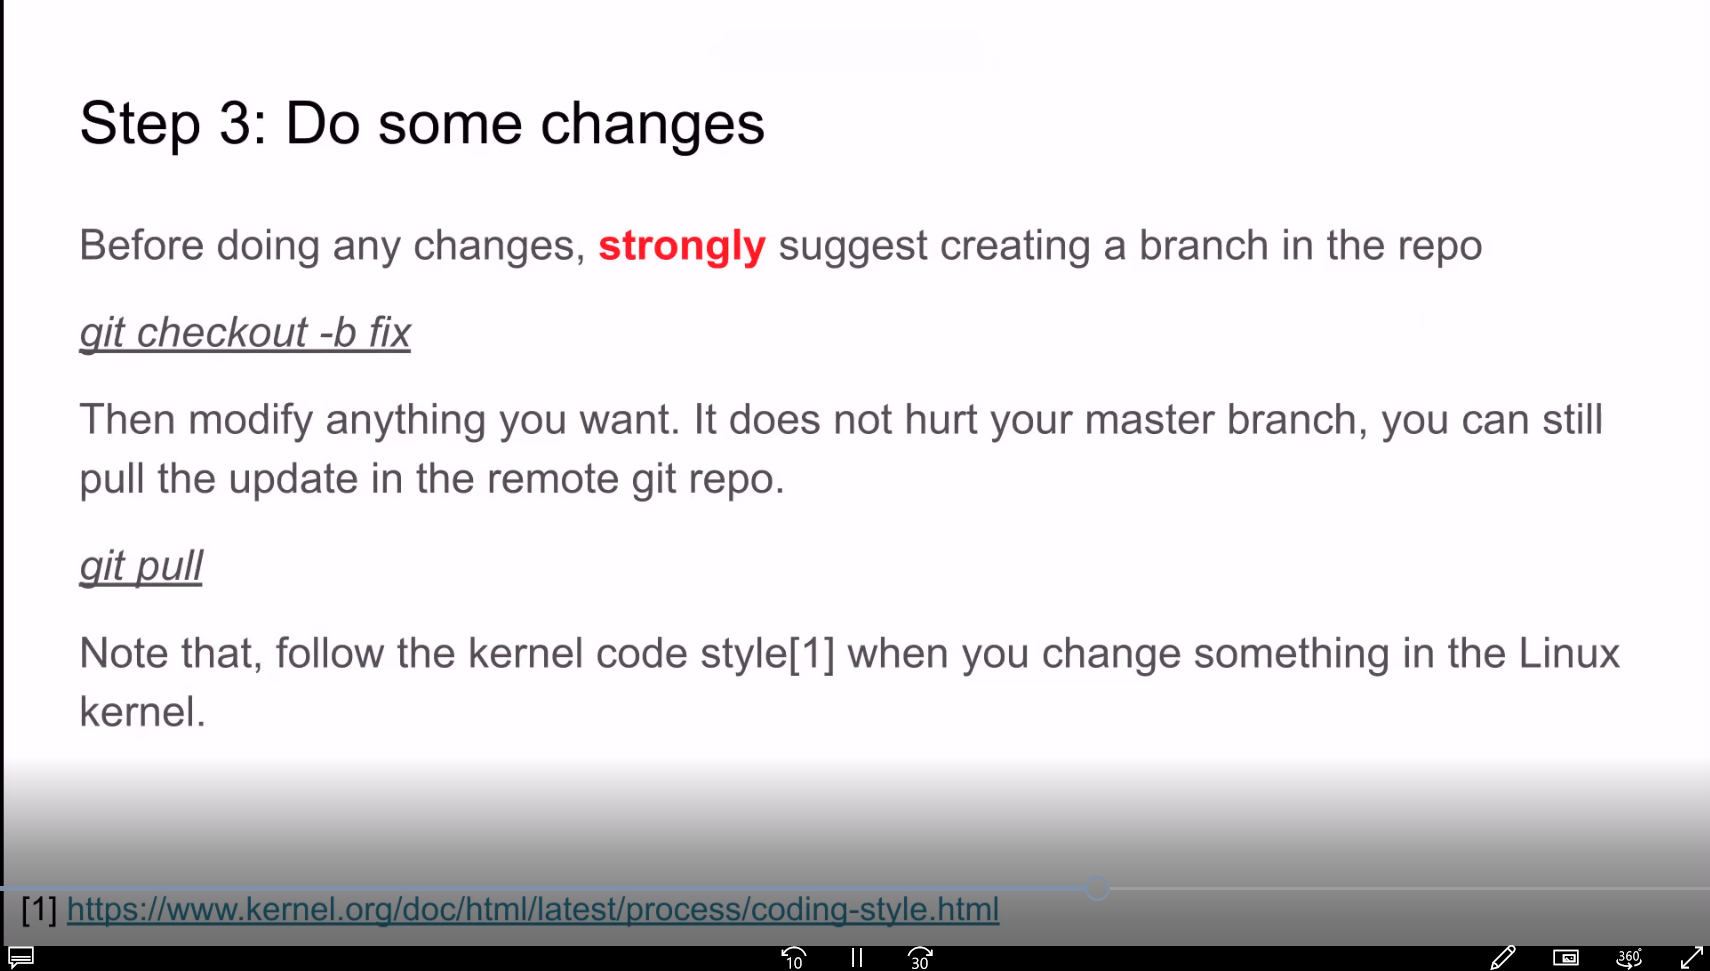 Step 3: Do some changes
Before doing any changes, strongly suggest creating a branch in the repo
git checkout -b fix
Then modify anything you want. It does not hurt your master branch, you can still
pull the update in the remote git repo.
git pull
Note that, follow the kernel code style[1] when you change something in the Linux
kernel.
[1] https://www.kernel.org/doc/html/latest/process/coding-style.html
10 30 360°